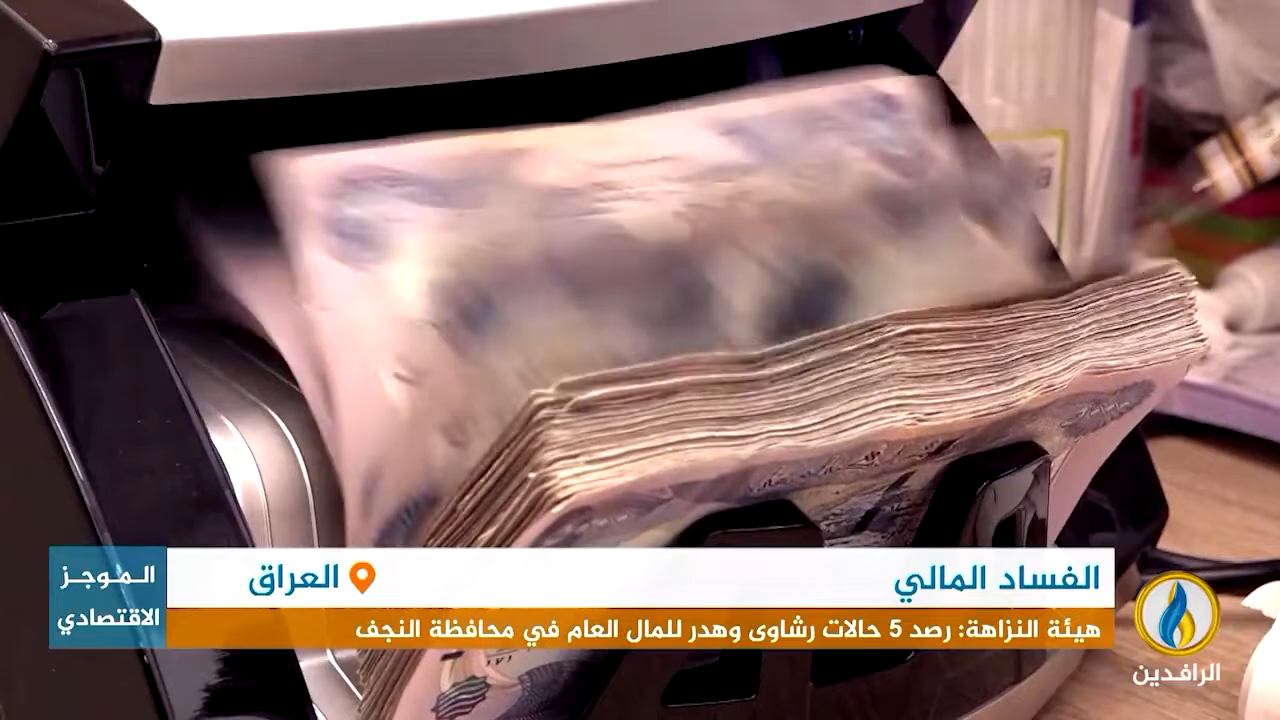 الفساد المالي
العراق
هيئة النزاهة: رصد 5 حالات رشاوى وهدر للمال العام في محافظة النجف
الموجز
الاقتصادي
الرافدين